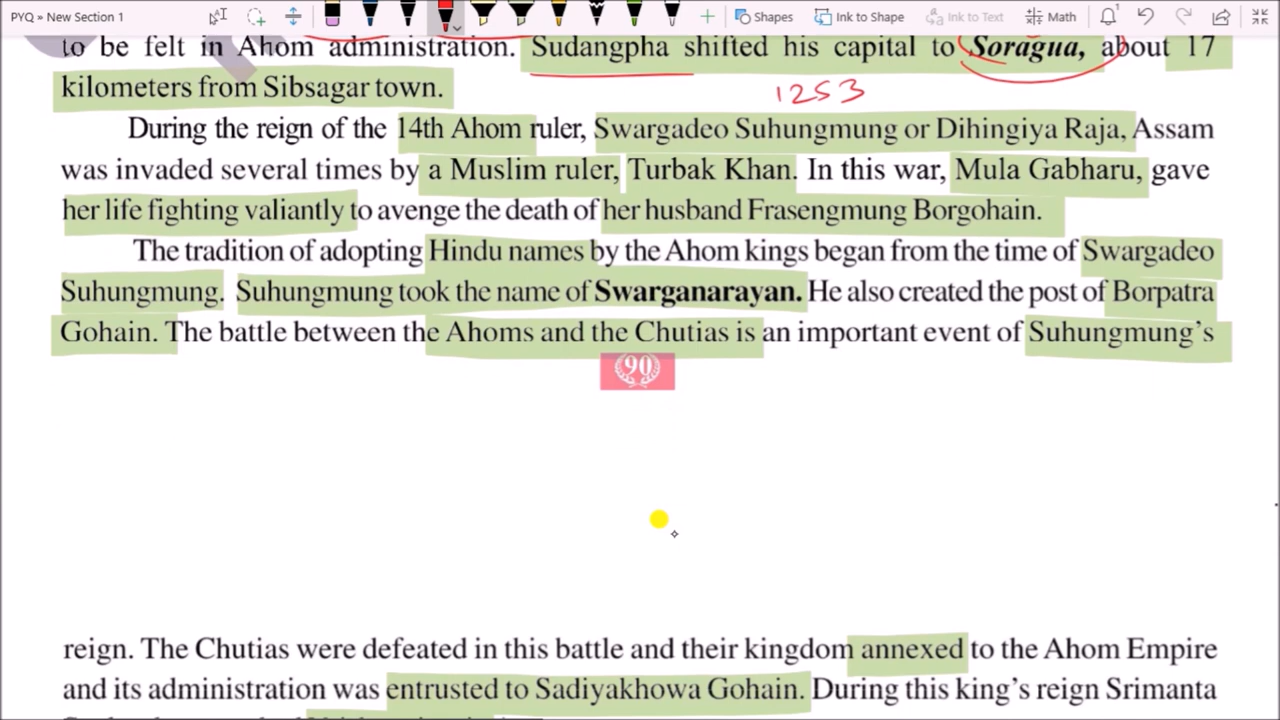 PYQ » New Section 1
Shapes
Ink to Shape
Ink to Text
Math
to be felt in Ahom administration. Sudangpha shifted his capital to Soragua, about 17
kilometers from Sibsagar town.
1253
During the reign of the 14th Ahom ruler, Swargadeo Suhungmung or Dihingiya Raja, Assam
was invaded several times by a Muslim ruler, Turbak Khan. In this war, Mula Gabharu, gave
her life fighting valiantly to avenge the death of her husband Frasengmung Borgohain.
The tradition of adopting Hindu names by the Ahom kings began from the time of Swargadeo
Suhungmung. Suhungmung took the name of Swarganarayan. He also created the post of Borpatra
Gohain. The battle between the Ahoms and the Chutias is an important event of Suhungmung's
90
reign. The Chutias were defeated in this battle and their kingdom annexed to the Ahom Empire
and its administration was entrusted to Sadiyakhowa Gohain. During this king's reign Srimanta